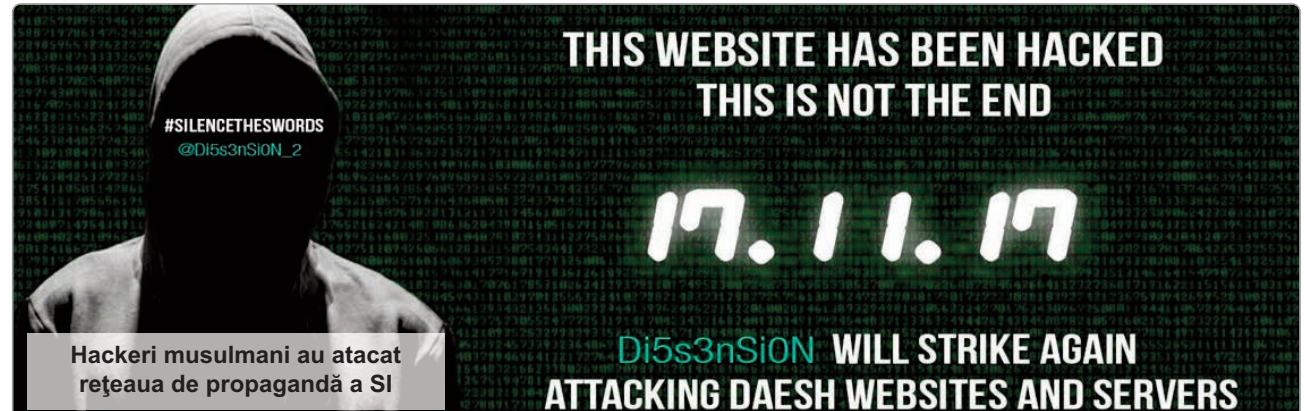 THIS WEBSITE HAS BEEN HACKED
THIS IS NOT THE END
#SILENCETHESWORDS
@Di5s3nSi0N_2
17. 11. 17
Di5s3nSi0N WILL STRIKE AGAIN
ATTACKING DAESH WEBSITES AND SERVERS
Hackeri musulmani au atacat
reţeaua de propagandă a SI